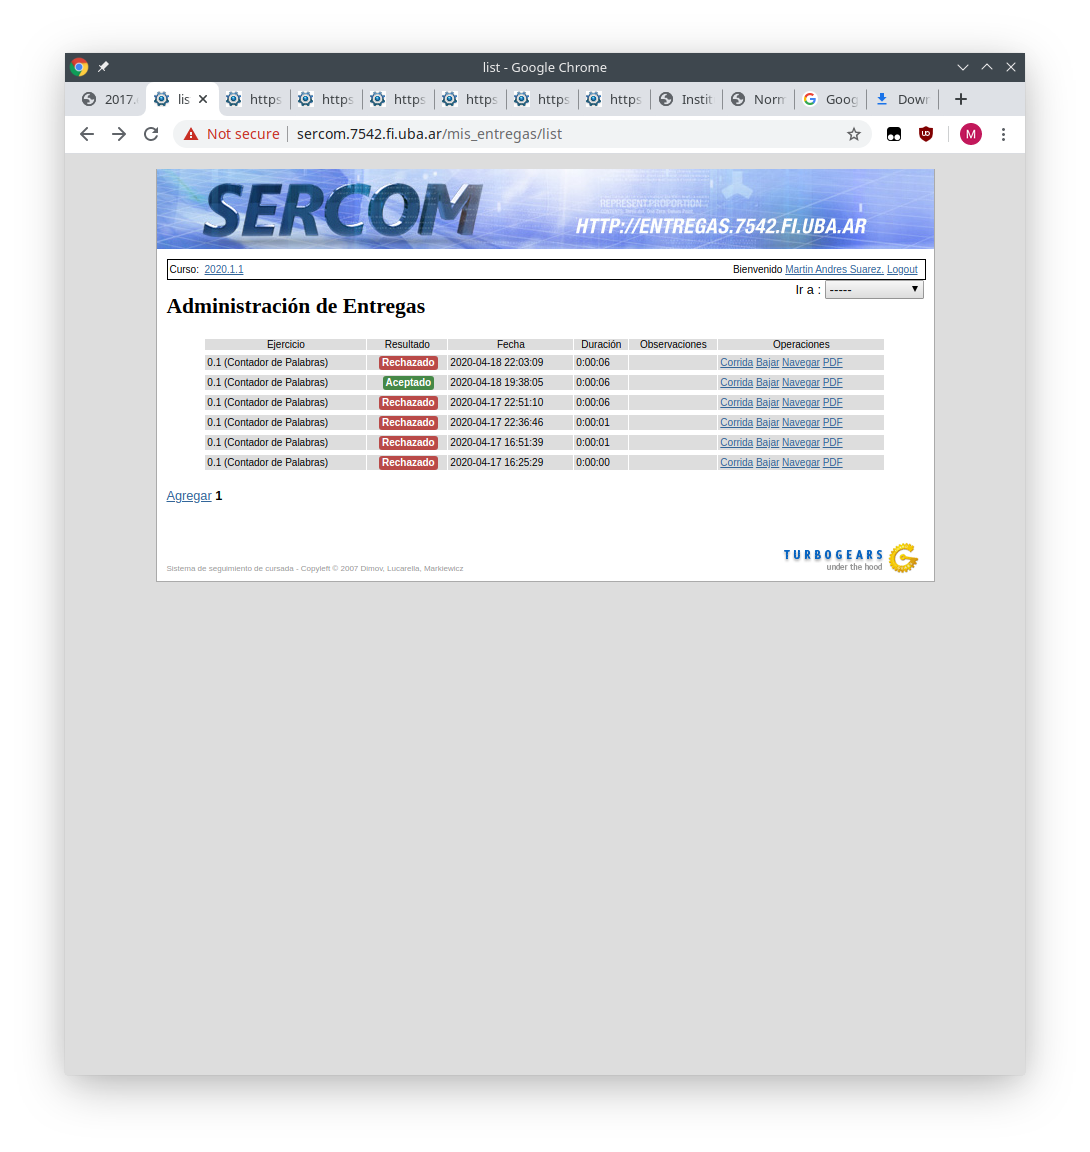 list - Google Chrome
2017. lis https https https https https https Instit Norm Goog Dowr
Not secure sercom.7542.fi.uba.ar/mis_entregas/list M
SERCOM
REPRESENT.PROPORTION
HTTP://ENTREGAS.7542.FI.UBA.AR
Curso: 2020.1.1 Bienvenido Martin Andres Suarez. Logout
Ir a : -----
Administración de Entregas
Ejercicio Resultado Fecha Duración Observaciones Operaciones
0.1 (Contador de Palabras) Rechazado 2020-04-18 22:03:09 0:00:06 Corrida Bajar Navegar PDF
0.1 (Contador de Palabras) Aceptado 2020-04-18 19:38:05 0:00:06 Corrida Bajar Navegar PDF
0.1 (Contador de Palabras) Rechazado 2020-04-17 22:51:10 0:00:06 Corrida Bajar Navegar PDF
0.1 (Contador de Palabras) Rechazado 2020-04-17 22:36:46 0:00:01 Corrida Bajar Navegar PDF
0.1 (Contador de Palabras) Rechazado 2020-04-17 16:51:39 0:00:01 Corrida Bajar Navegar PDF
0.1 (Contador de Palabras) Rechazado 2020-04-17 16:25:29 0:00:00 Corrida Bajar Navegar PDF
Agregar 1
TURBOGEARS
under the hood
Sistema de seguimiento de cursada - Copyleft © 2007 Dimov, Lucarella, Markiewicz